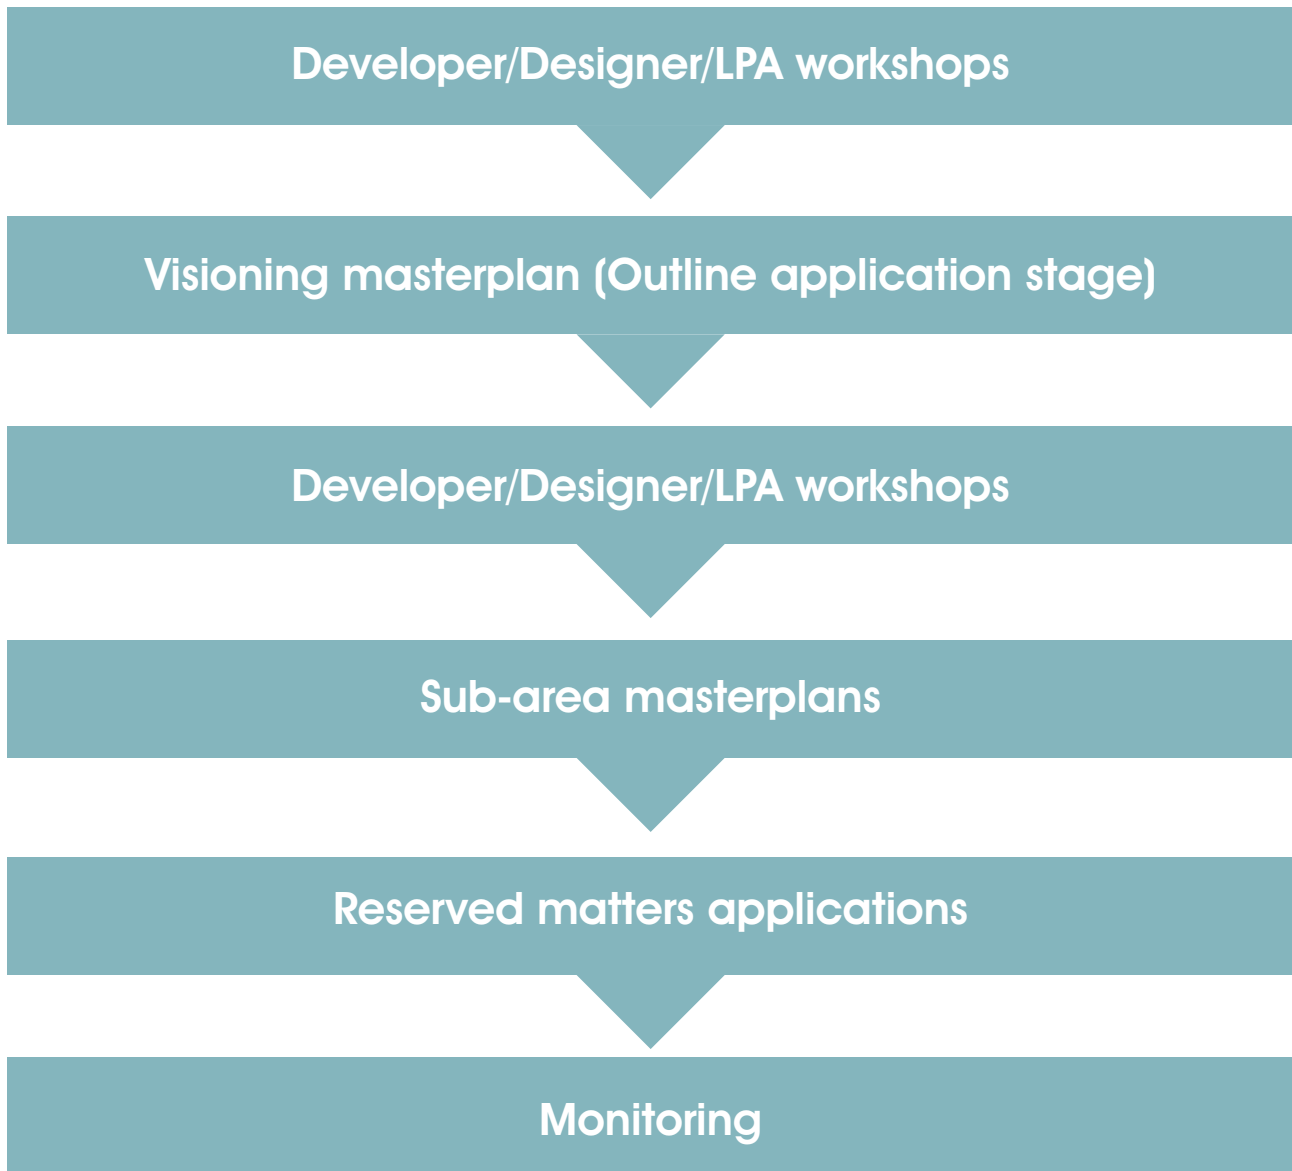 Developer/Designer/LPA workshops
Visioning masterplan (Outline application stage)
Developer/Designer/LPA workshops
Sub-area masterplans
Reserved matters applications
Monitoring